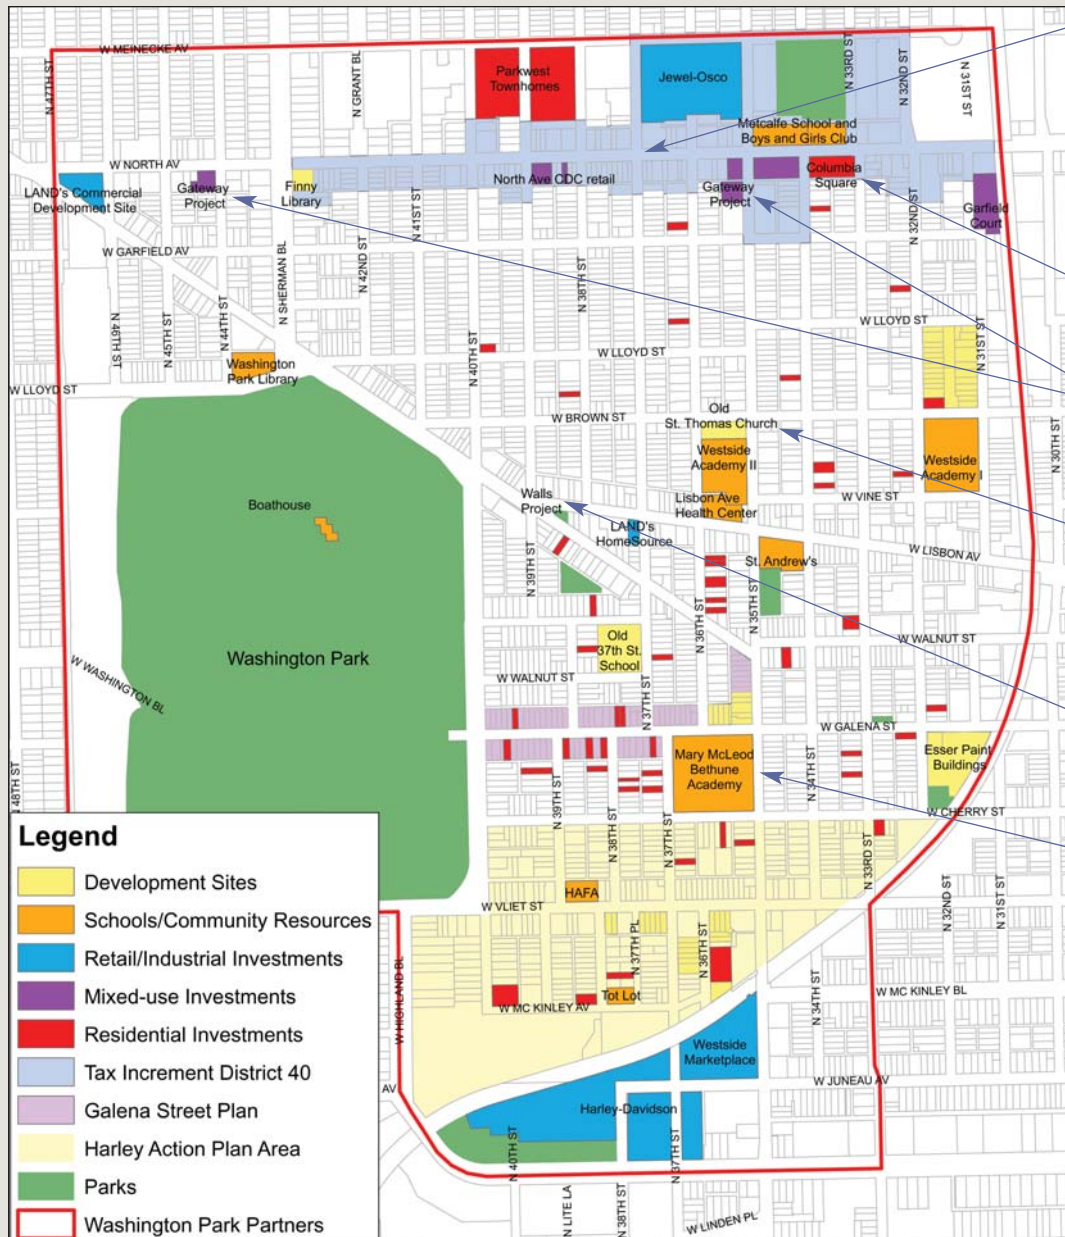 W MEINECKE AV
N 47TH ST
N GRANT BL
Parkwest
Townhomes
Jewel-Osco
N 33RD ST
N 32ND ST
N 31ST ST
Metcalfe School and
Boys and Girls Club
W NORTH AV
LAND's Commercial
Development Site
Gateway
Project
Finny
Library
North Ave CDC retail
Gateway
Project
Columbia
Square
Garfield
Court
N 41ST ST
N 32ND ST
W GARFIELD AV
N SHERMAN BL
N 42ND ST
N 38TH ST
N 46TH ST
N 45TH ST
N 44TH ST
N 40TH ST
W LLOYD ST
W LLOYD ST
N 31ST ST
Washington
Park Library
W LLOYD ST
W BROWN ST
Old
St. Thomas Church
Westside
Academy II
Westside
Academy I
N 30TH ST
Boathouse
Walls
Project
Lisbon Ave
Health Center
W VINE ST
LAND's
HomeSource
W LISBON AV
St. Andrew's
N 39TH ST
N 36TH ST
N 35TH ST
Washington Park
Old
37th St.
School
W WALNUT ST
W WALNUT ST
W WASHINGTON BL
N 37TH ST
W GALENA ST
N 48TH ST
Mary McLeod
Bethune
Academy
N 34TH ST
Esser Paint
Buildings
N 39TH ST
N 38TH ST
N 37TH ST
W CHERRY ST
N 33RD ST
HAFA
W VLIET ST
N 32ND ST
N 31ST ST
N 37TH PL
N 36TH ST
W HIGHLAND BL
Tot Lot
W MC KINLEY AV
W MC KINLEY BL
N 34TH ST
Westside
Marketplace
AV
W JUNEAU AV
Harley-Davidson
N 40TH ST
N 37TH ST
N LITE LA
N 38TH ST
W LINDEN PL
Legend
Development Sites
Schools/Community Resources
Retail/Industrial Investments
Mixed-use Investments
Residential Investments
Tax Increment District 40
Galena Street Plan
Harley Action Plan Area
Parks
Washington Park Partners